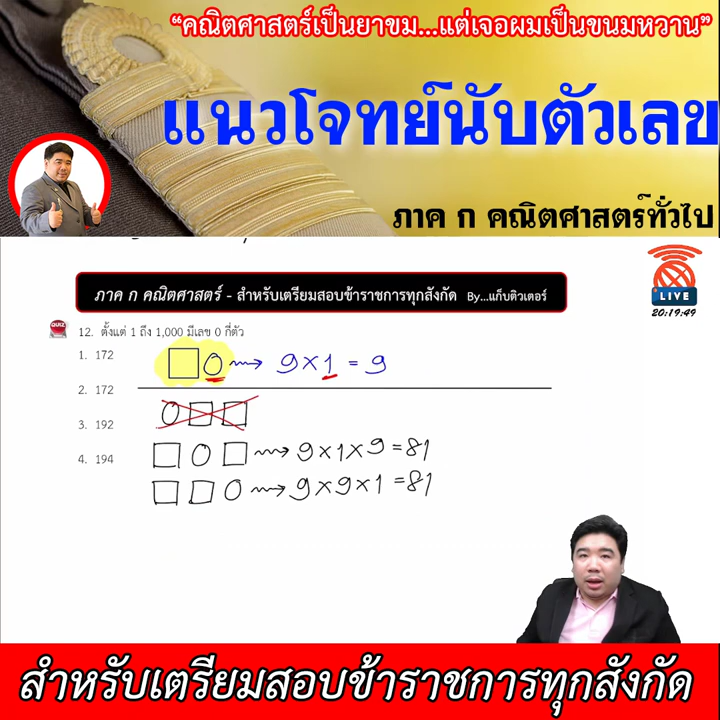 “คณิตศาสตร์เป็นยาขม...แต่เจอผมเป็นขนมหวาน”
แนวโจทย์นับตัวเลข
ภาค ก คณิตศาสตร์ทั่วไป
ภาค ก คณิตศาสตร์ - สำหรับเตรียมสอบข้าราชการทุกสังกัด By...แก๊บติวเตอร์
LIVE
20:19:49
QUIZ
12. ตั้งแต่ 1 ถึง 1,000 มีเลข 0 กี่ตัว
1. 172
□0 → 9×1 = 9
2. 172
3. 192
0□□
4. 194
□0□ → 9×1×9 = 81
□□0 → 9×9×1 = 81
สำหรับเตรียมสอบข้าราชการทุกสังกัด